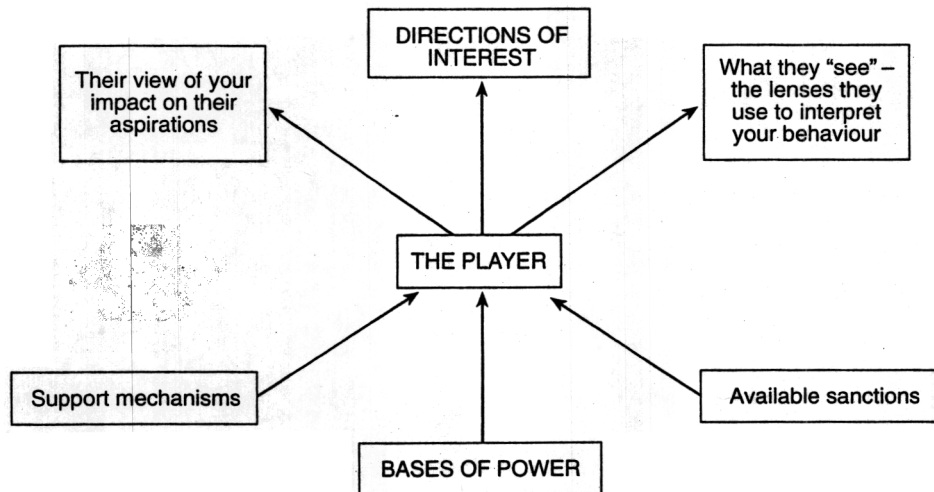 DIRECTIONS OF
INTEREST
Their view of your
impact on their
aspirations
What they “see” –
the lenses they
use to interpret
your behaviour
THE PLAYER
Support mechanisms
Available sanctions
BASES OF POWER